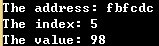 The address: fbfcdc
The index: 5
The value: 98